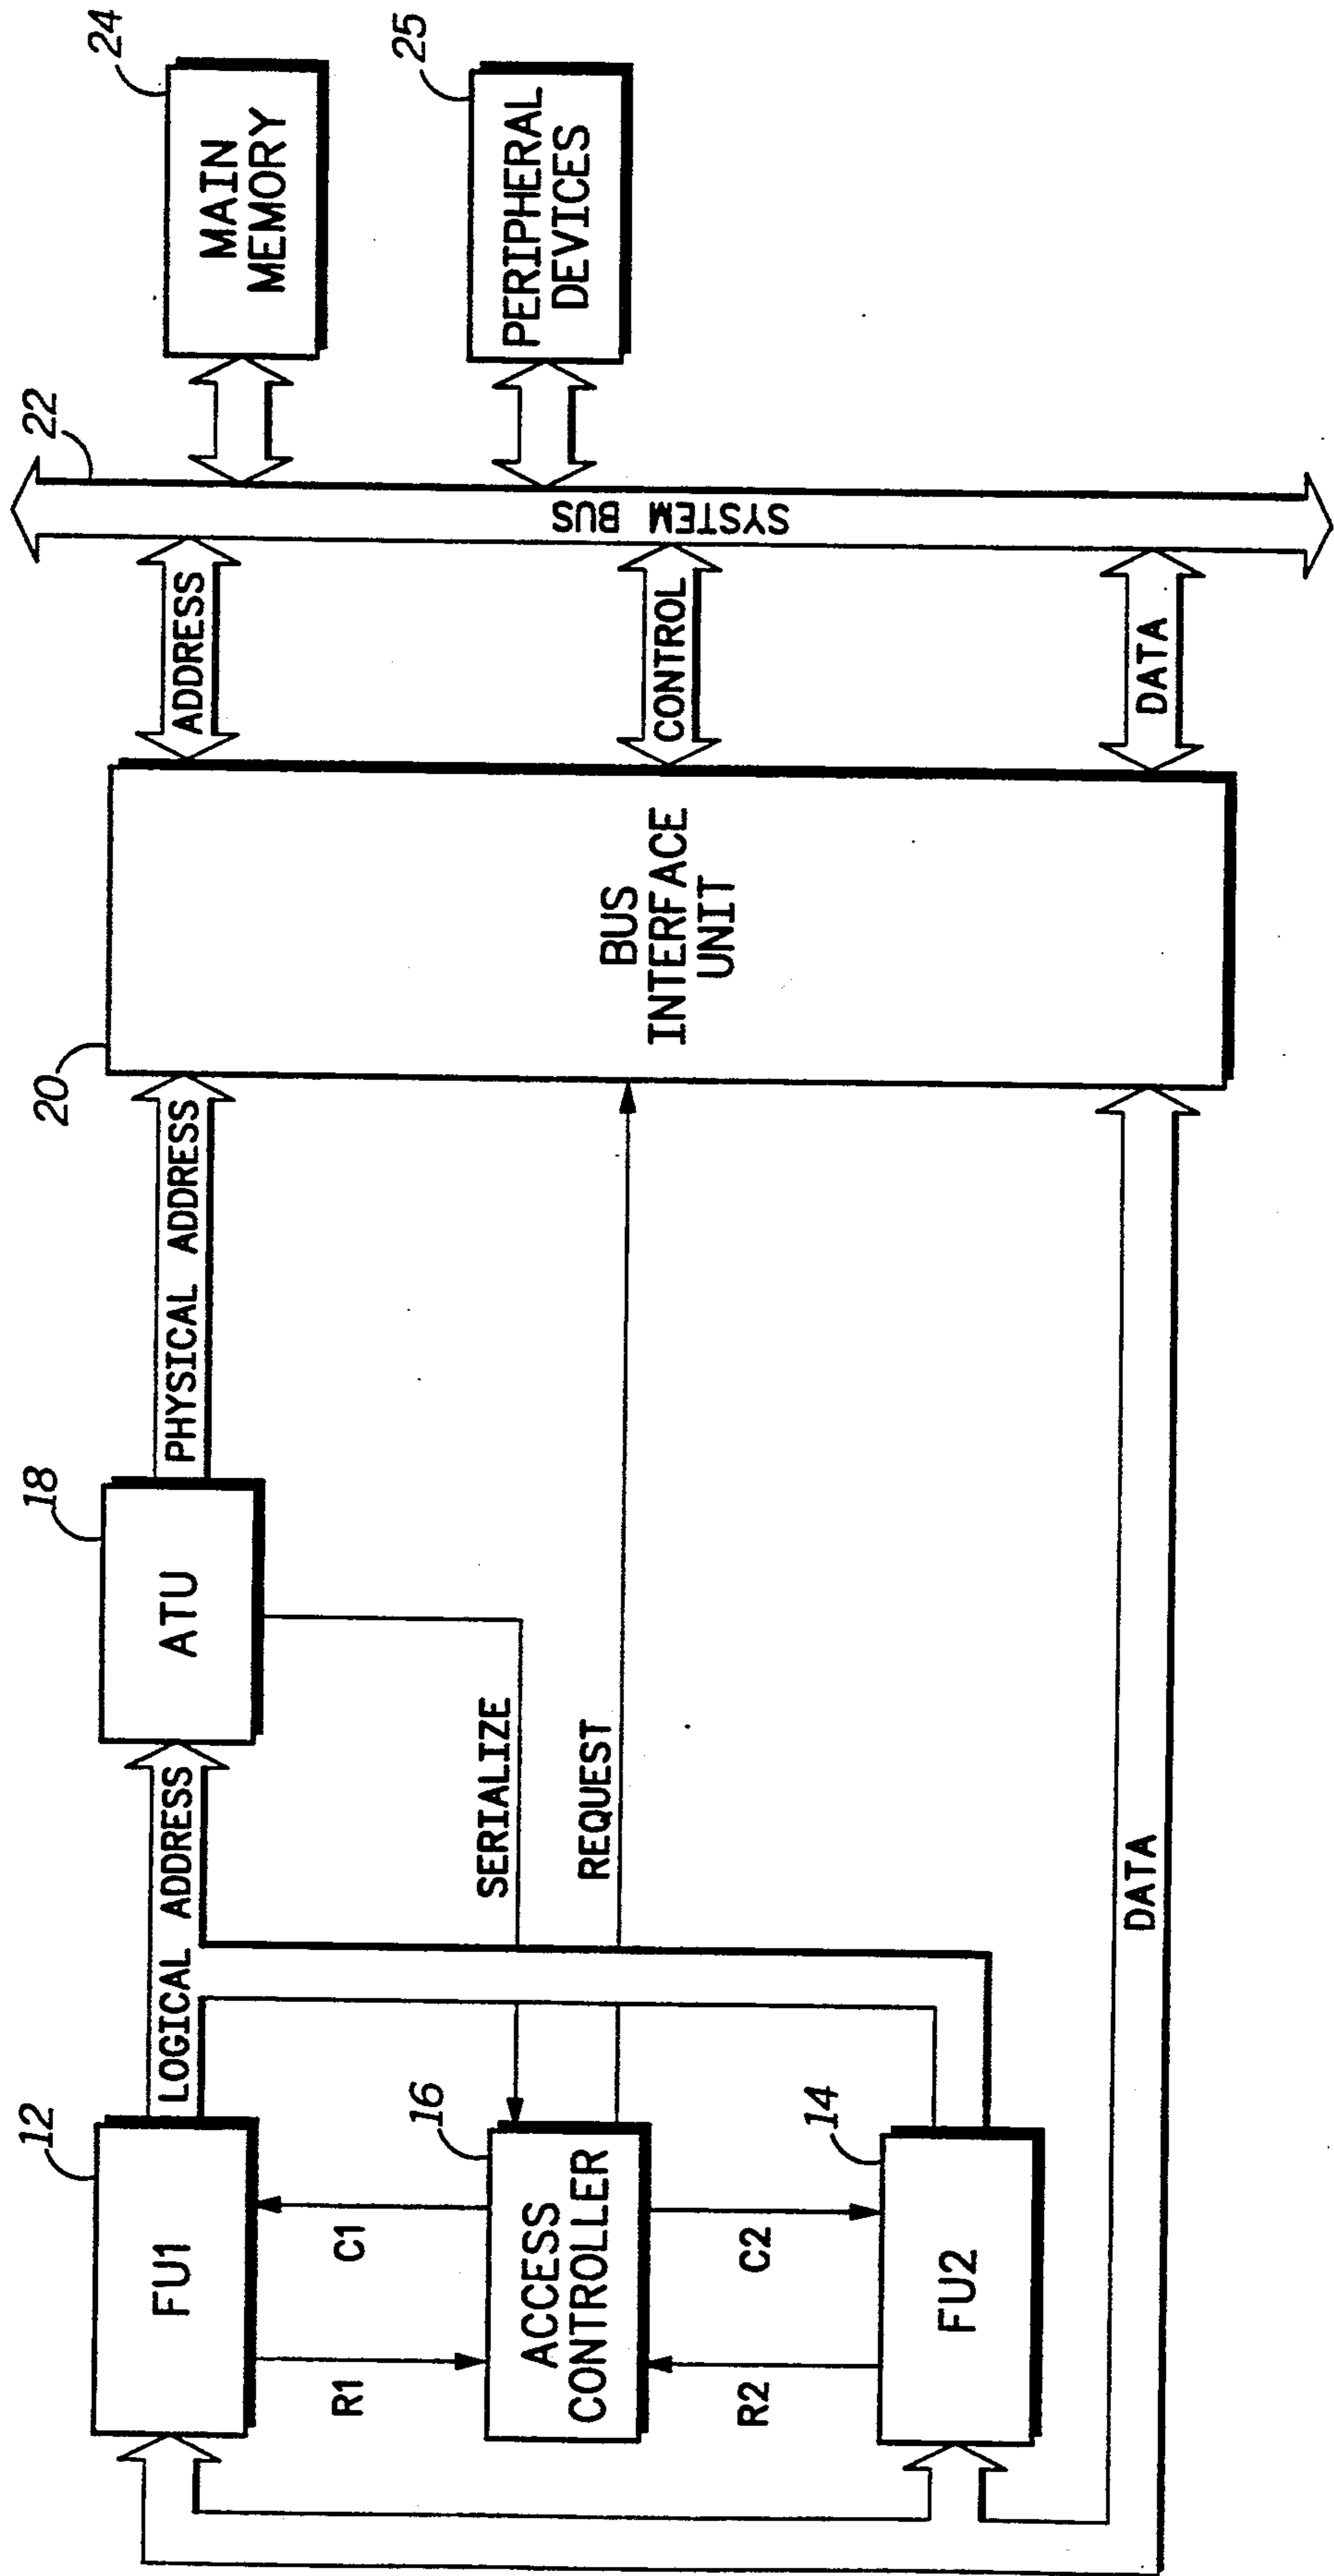 12
FU1
LOGICAL ADDRESS
18
ATU
PHYSICAL ADDRESS
20
BUS
INTERFACE
UNIT
ADDRESS
22
SYSTEM BUS
24
MAIN
MEMORY
25
PERIPHERAL
DEVICES
R1
C1
16
ACCESS
CONTROLLER
SERIALIZE
REQUEST
CONTROL
R2
C2
14
FU2
DATA
DATA